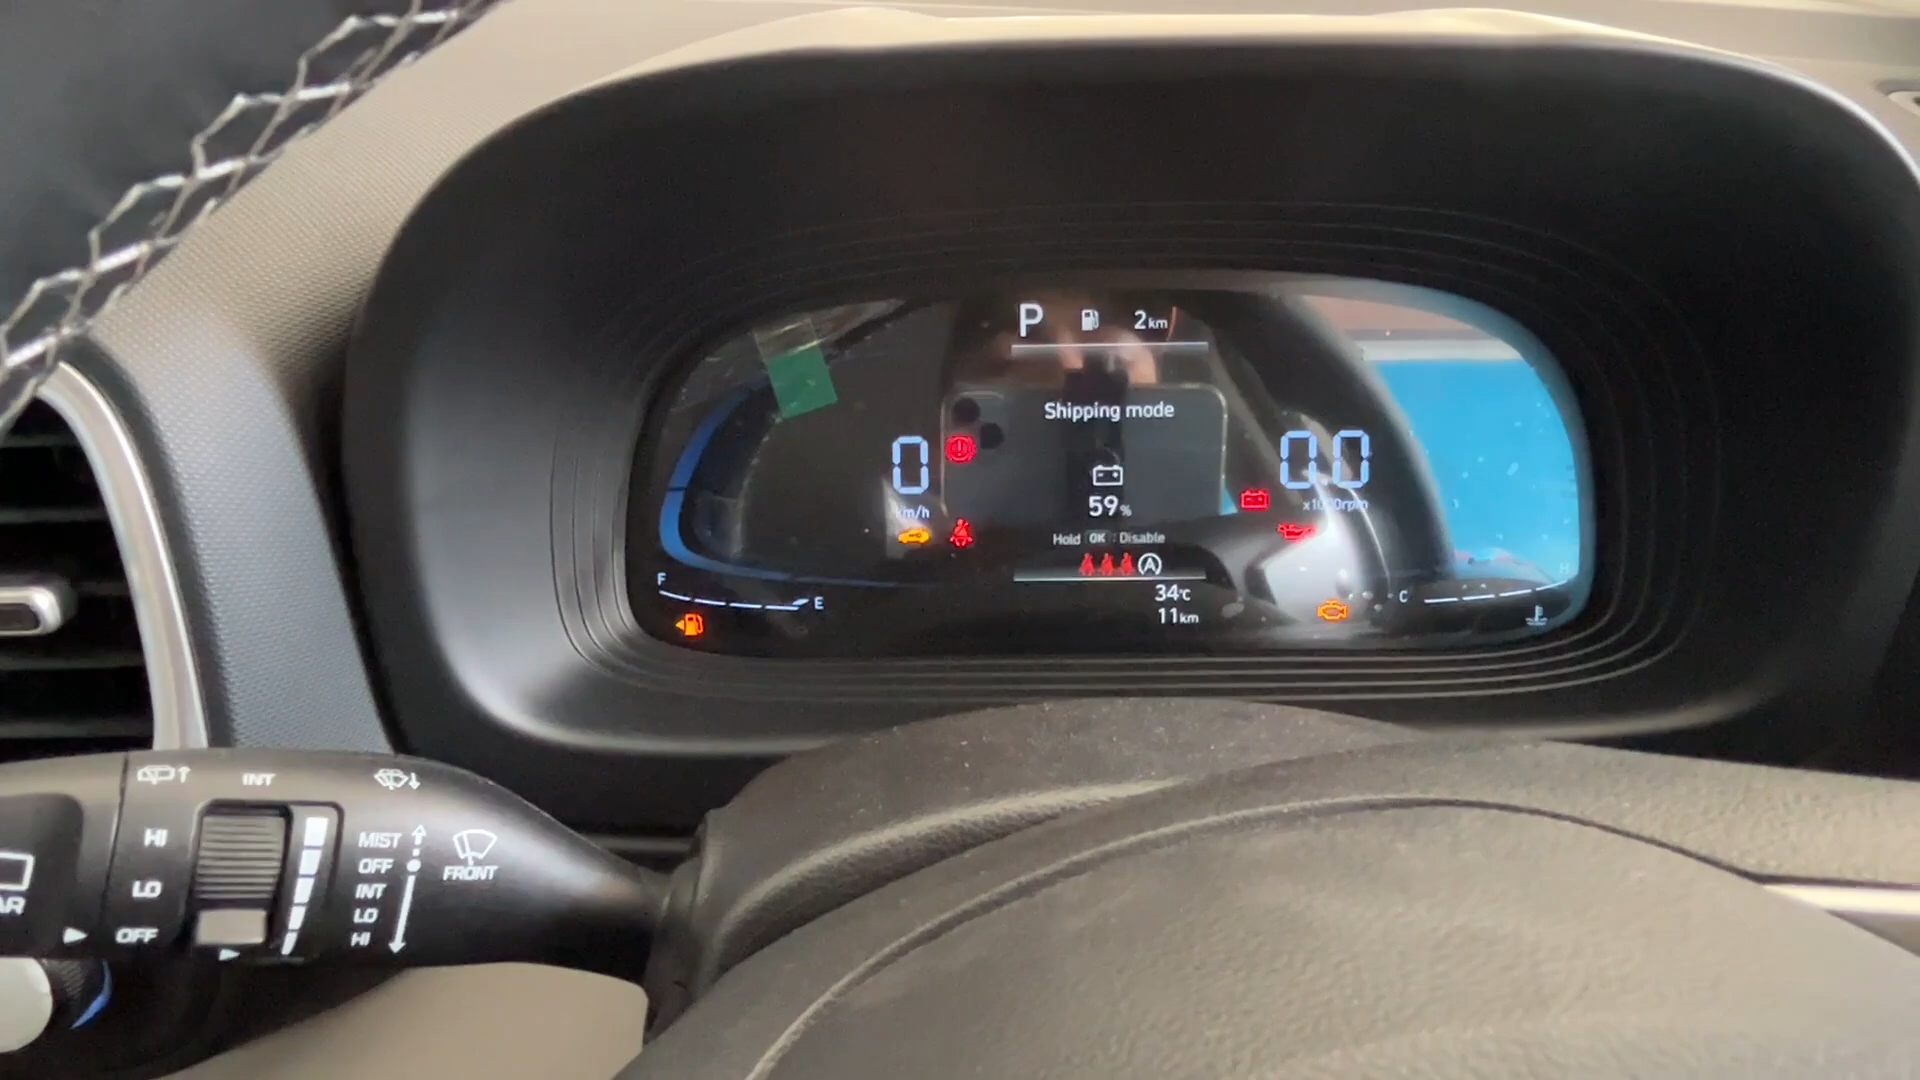 P 2km
Shipping mode
0
km/h
59%
0.0
x1000rpm
Hold OK : Disable
A
F E
34°C
11km
C H
INT
HI
LO
OFF
MIST
OFF
INT
LO
HI
FRONT